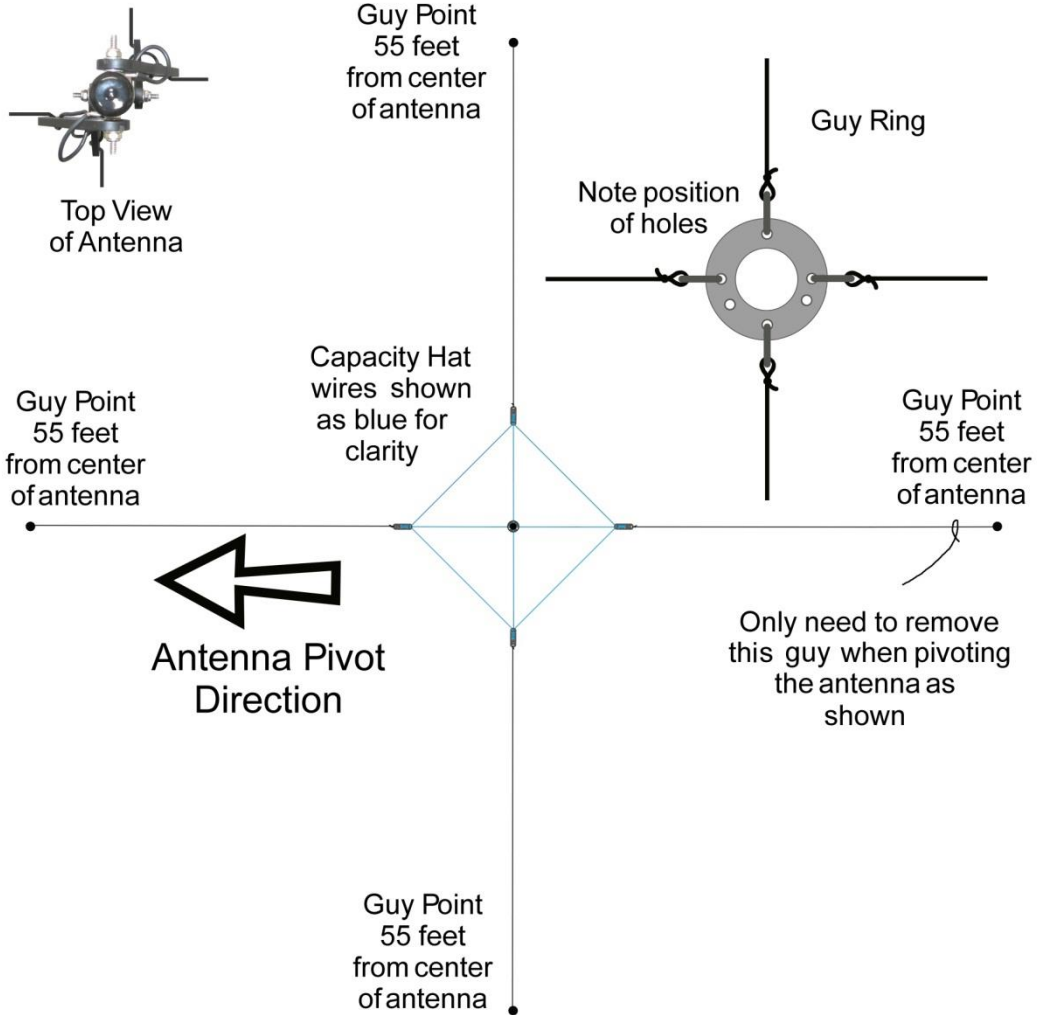 Top View
of Antenna
Guy Point
55 feet
from center
of antenna
Guy Ring
Note position
of holes
Capacity Hat
wires shown
as blue for
clarity
Guy Point
55 feet
from center
of antenna
Guy Point
55 feet
from center
of antenna
Antenna Pivot
Direction
Only need to remove
this guy when pivoting
the antenna as
shown
Guy Point
55 feet
from center
of antenna